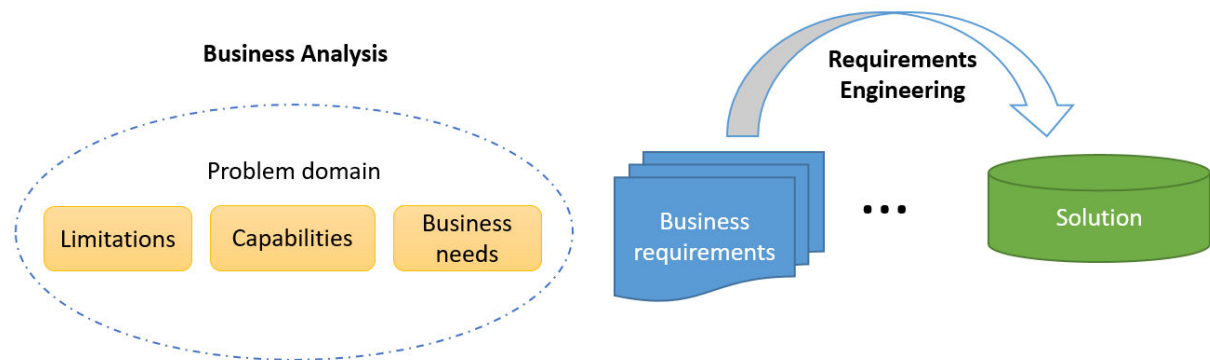 Business Analysis
Problem domain
Limitations
Capabilities
Business
needs
Requirements
Engineering
Business
requirements
...
Solution